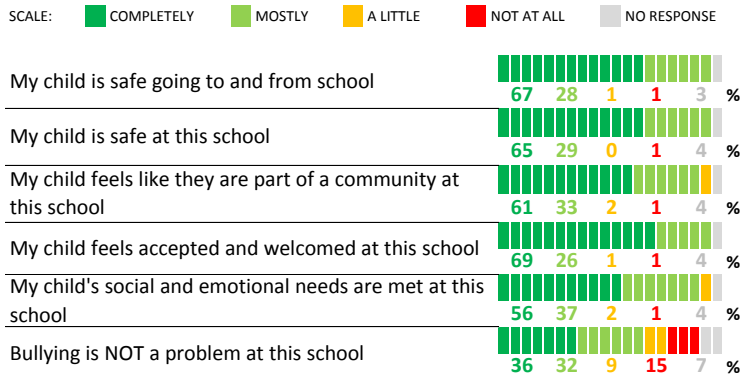 SCALE: COMPLETELY MOSTLY A LITTLE NOT AT ALL NO RESPONSE
My child is safe going to and from school
67 28 1 1 3 %
My child is safe at this school
65 29 0 1 4 %
My child feels like they are part of a community at
this school
61 33 2 1 4 %
My child feels accepted and welcomed at this school
69 26 1 1 4 %
My child's social and emotional needs are met at this
school
56 37 2 1 4 %
Bullying is NOT a problem at this school
36 32 9 15 7 %